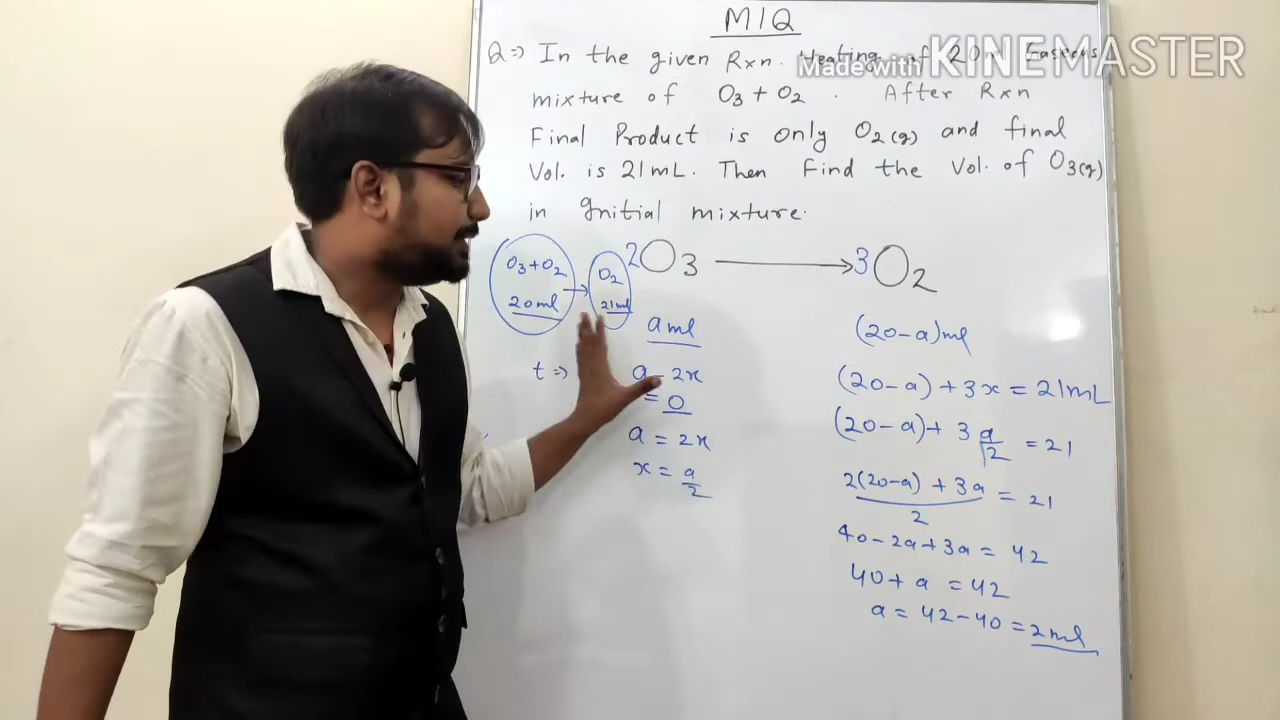 MIQ
Q⇒ In the given Rxn. Heating of 20
Made with KINEMASTER
mixture of O₃ + O₂ . After Rxn
Final Product is only O₂(g) and final
Vol. is 21mL. Then Find the Vol. of O₃(g)
in Initial mixture.
2O₃ ⟶ 3O₂
O₃+O₂ → O₂
20ml 21ml
a ml (20-a)ml
t ⇒ a - 2x (20-a) + 3x = 21mL
= 0
a = 2x (20-a) + 3 a/2 = 21
x = a/2 2(20-a) + 3a / 2 = 21
40 - 2a + 3a = 42
40 + a = 42
a = 42 - 40 = 2ml